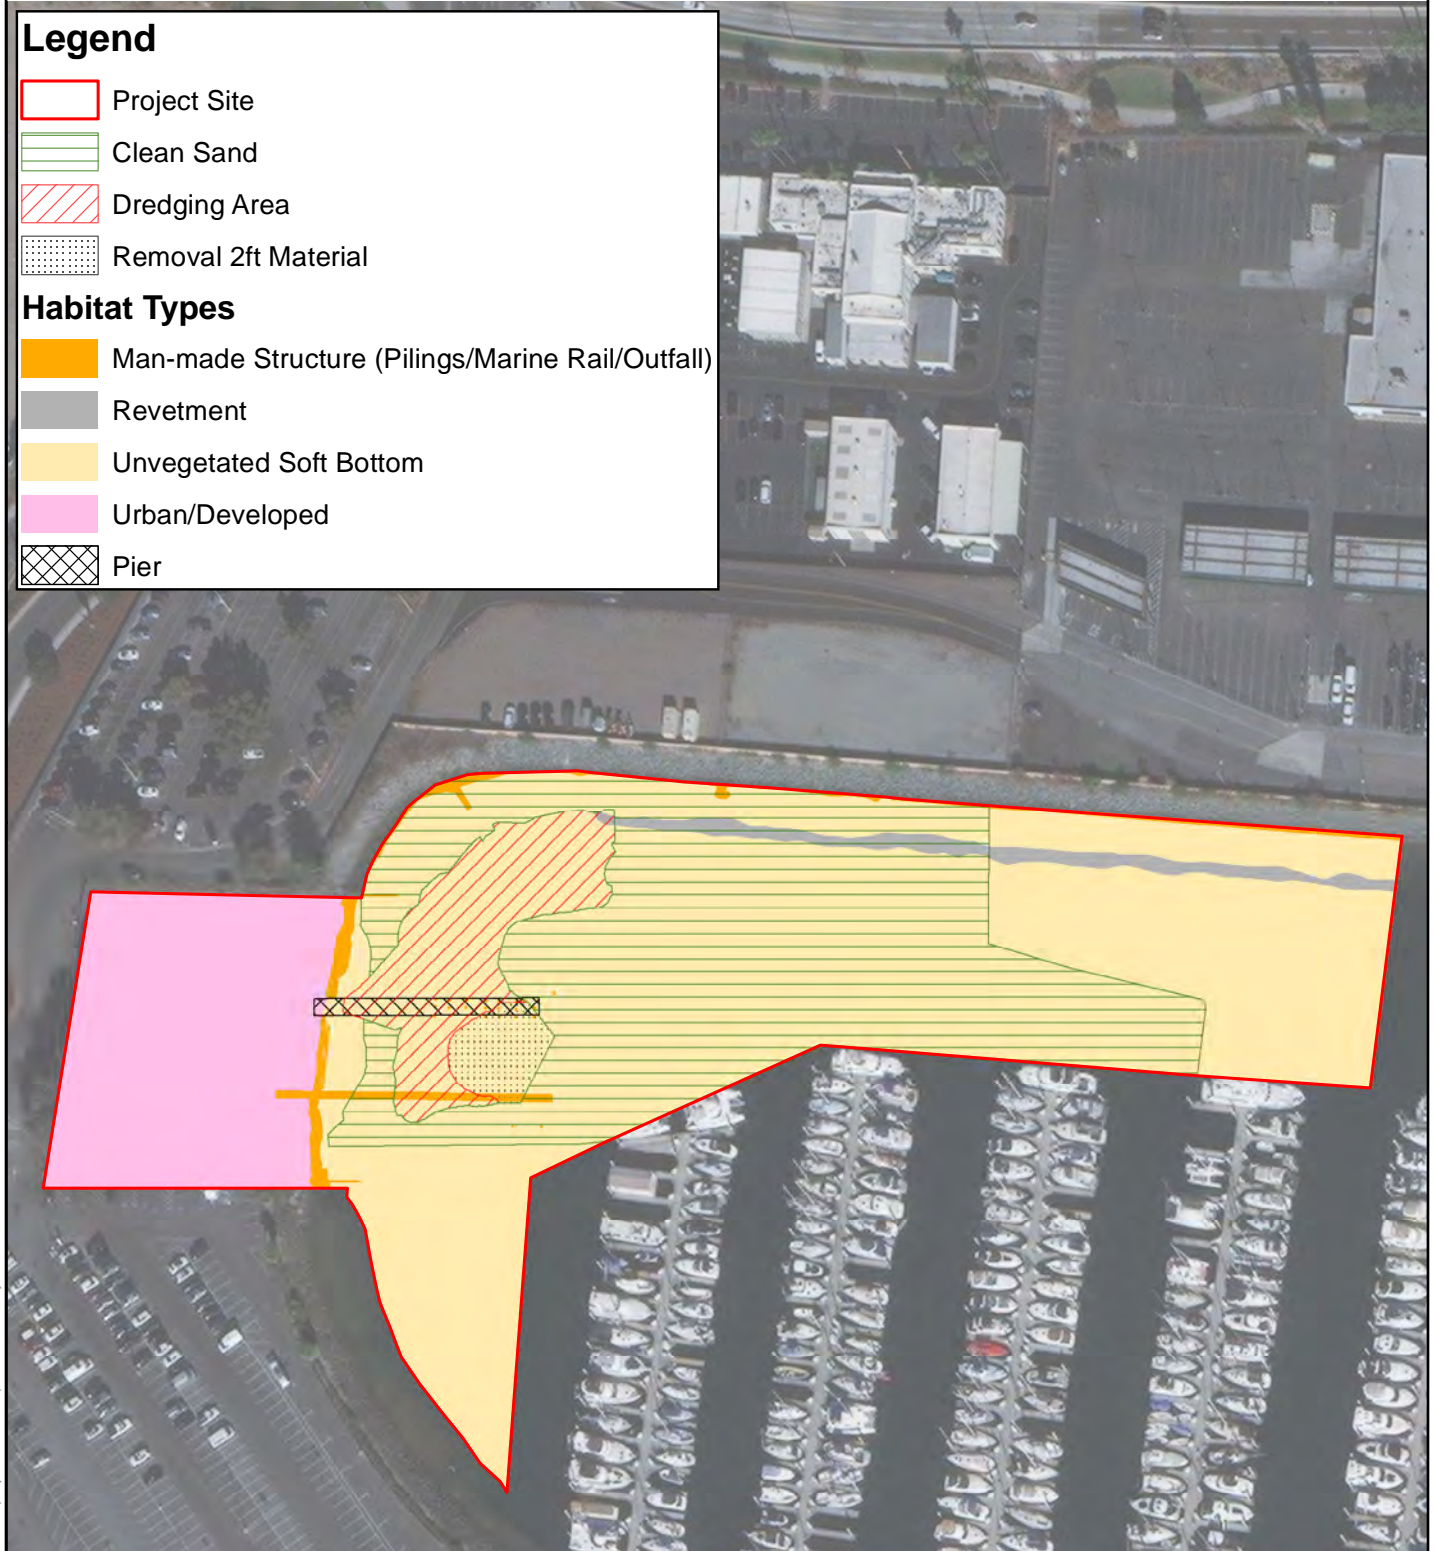 Legend
Project Site
Clean Sand
Dredging Area
Removal 2ft Material
Habitat Types
Man-made Structure (Pilings/Marine Rail/Outfall)
Revetment
Unvegetated Soft Bottom
Urban/Developed
Pier